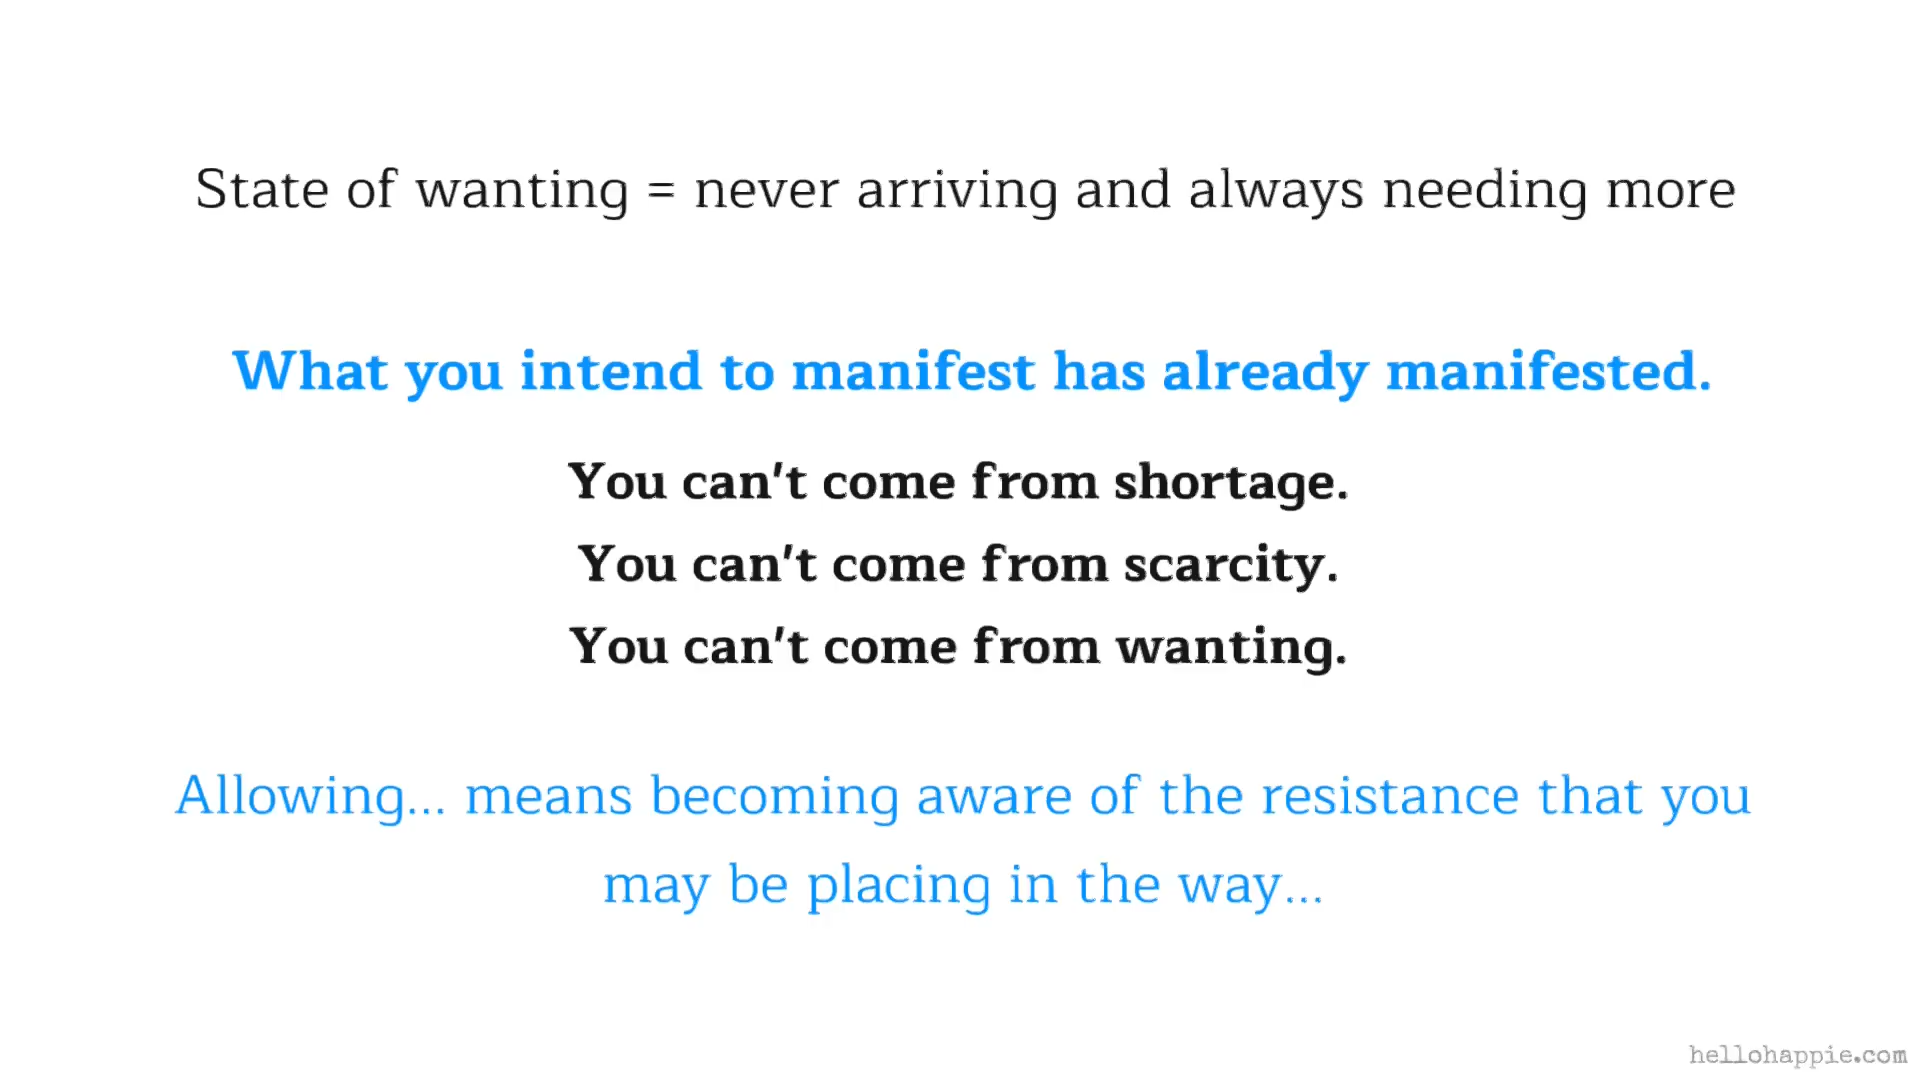 State of wanting = never arriving and always needing more
What you intend to manifest has already manifested.
You can't come from shortage.
You can't come from scarcity.
You can't come from wanting.
Allowing... means becoming aware of the resistance that you
may be placing in the way...
hellohappie.com